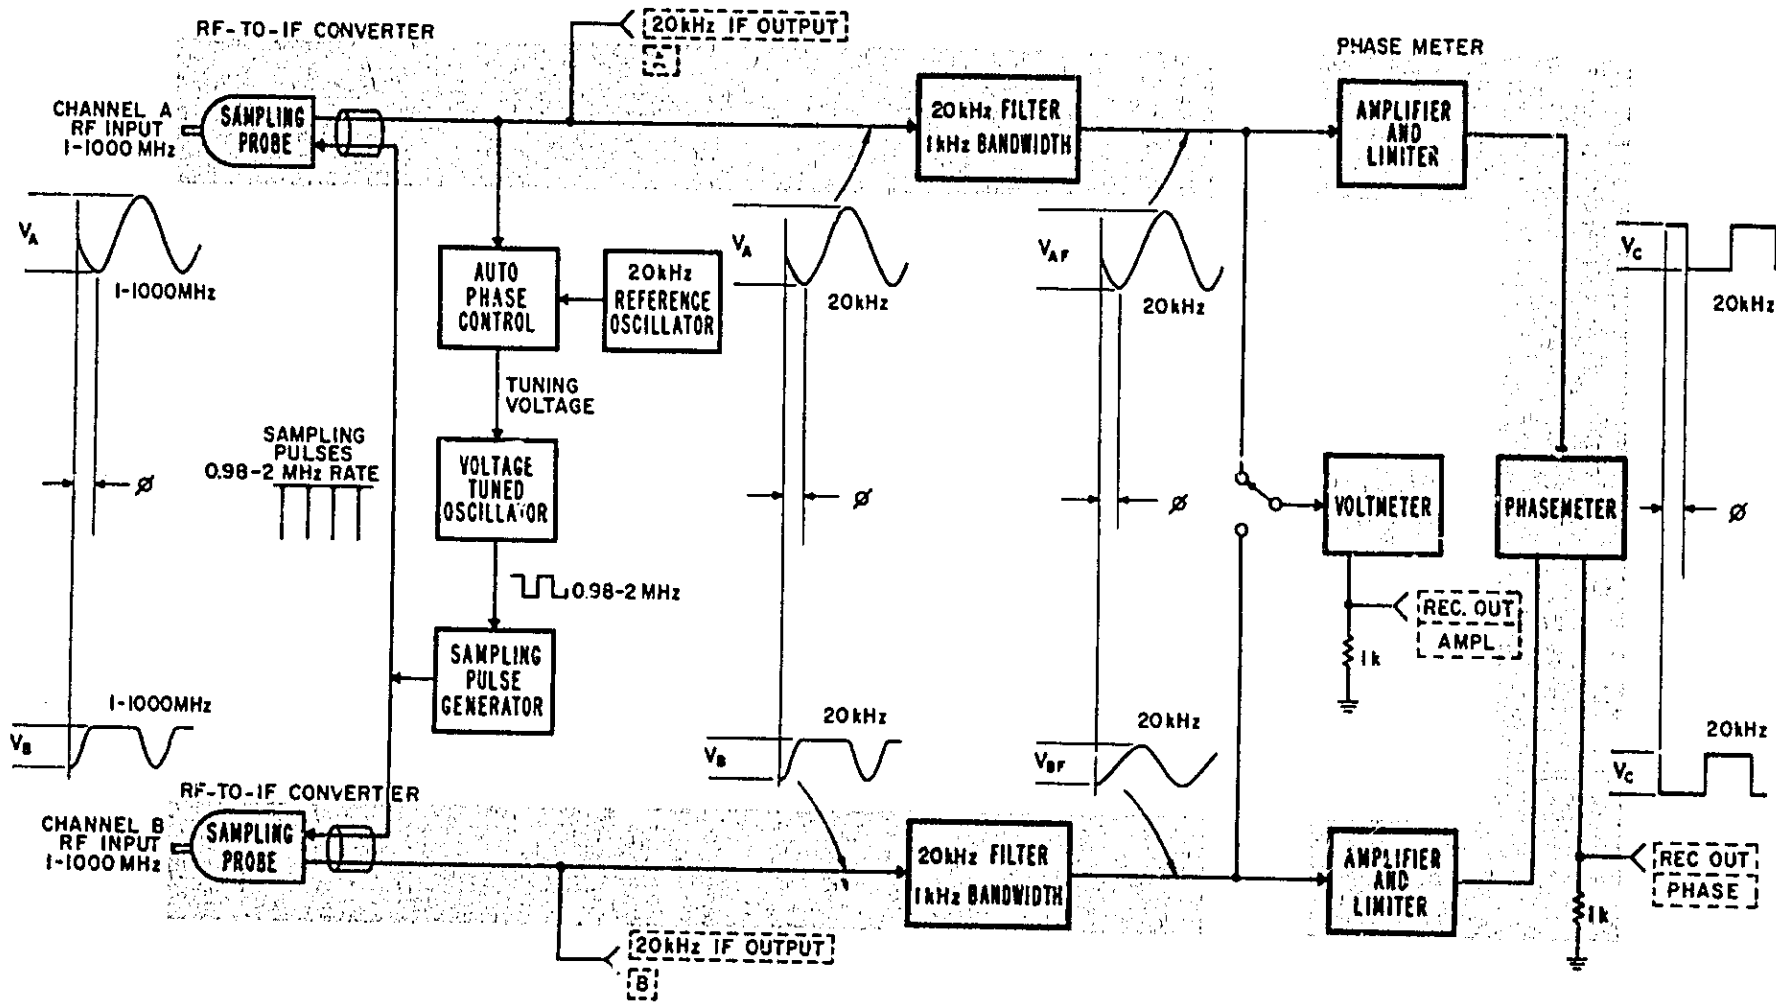 RF-TO-IF CONVERTER
20kHz IF OUTPUT
PHASE METER
CHANNEL A
RF INPUT
1-1000 MHz
SAMPLING
PROBE
20kHz FILTER
1kHz BANDWIDTH
AMPLIFIER
AND
LIMITER
VA
1-1000MHz
AUTO
PHASE
CONTROL
20kHz
REFERENCE
OSCILLATOR
VA
20kHz
VAF
20kHz
VC
20kHz
TUNING
VOLTAGE
SAMPLING
PULSES
0.98-2 MHz RATE
Ø
VOLTAGE
TUNED
OSCILLATOR
Ø
Ø
VOLTMETER
PHASEMETER
Ø
0.98-2 MHz
REC. OUT
AMPL
1k
SAMPLING
PULSE
GENERATOR
1-1000MHz
VB
20kHz
VB
20kHz
VBF
20kHz
VC
RF-TO-IF CONVERTER
CHANNEL B
RF INPUT
1-1000 MHz
SAMPLING
PROBE
20kHz FILTER
1kHz BANDWIDTH
AMPLIFIER
AND
LIMITER
REC OUT
PHASE
1k
20kHz IF OUTPUT
B